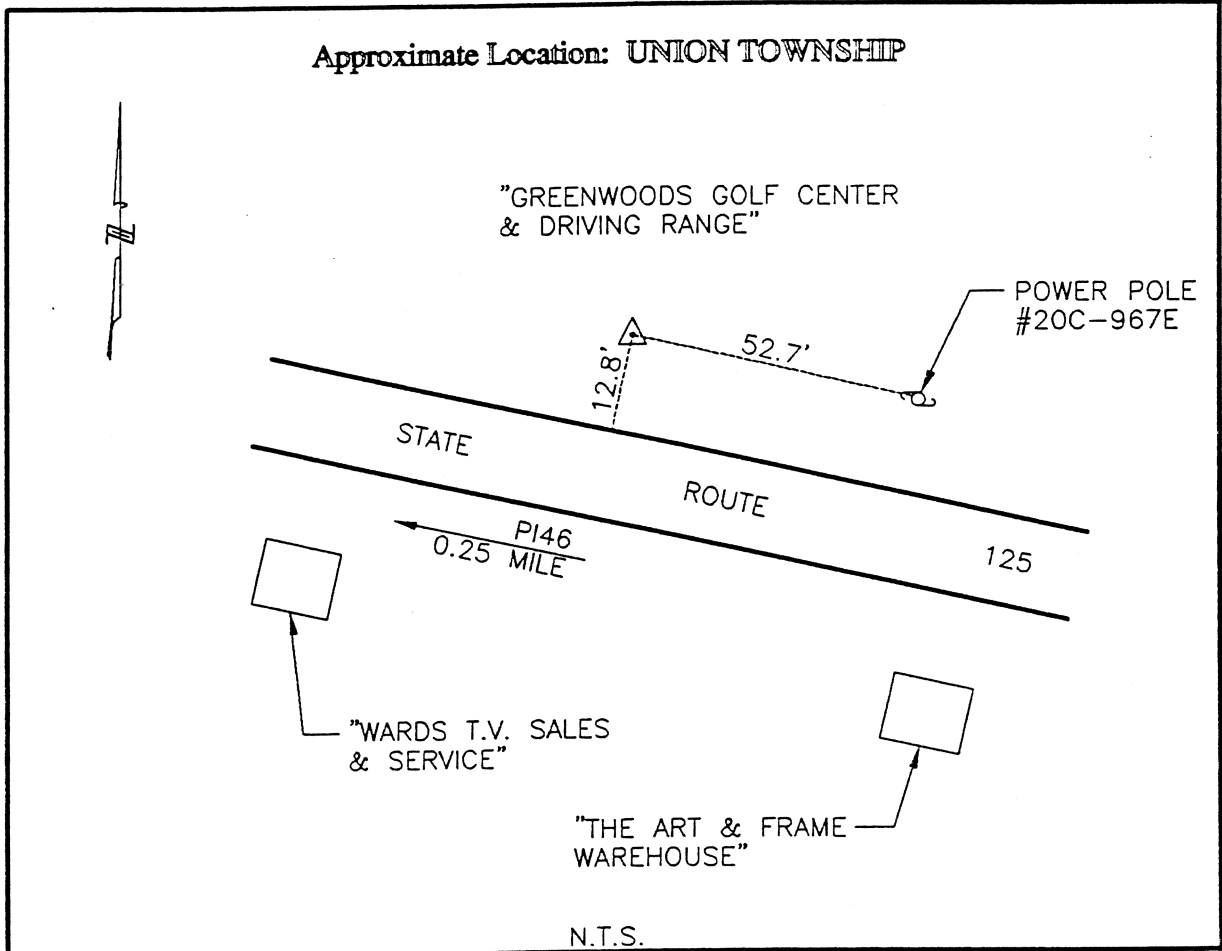 Approximate Location: UNION TOWNSHIP
"GREENWOODS GOLF CENTER
& DRIVING RANGE"
POWER POLE
#20C-967E
52.7'
12.8'
STATE ROUTE 125
PI46
0.25 MILE
"WARDS T.V. SALES
& SERVICE"
"THE ART & FRAME
WAREHOUSE"
N.T.S.